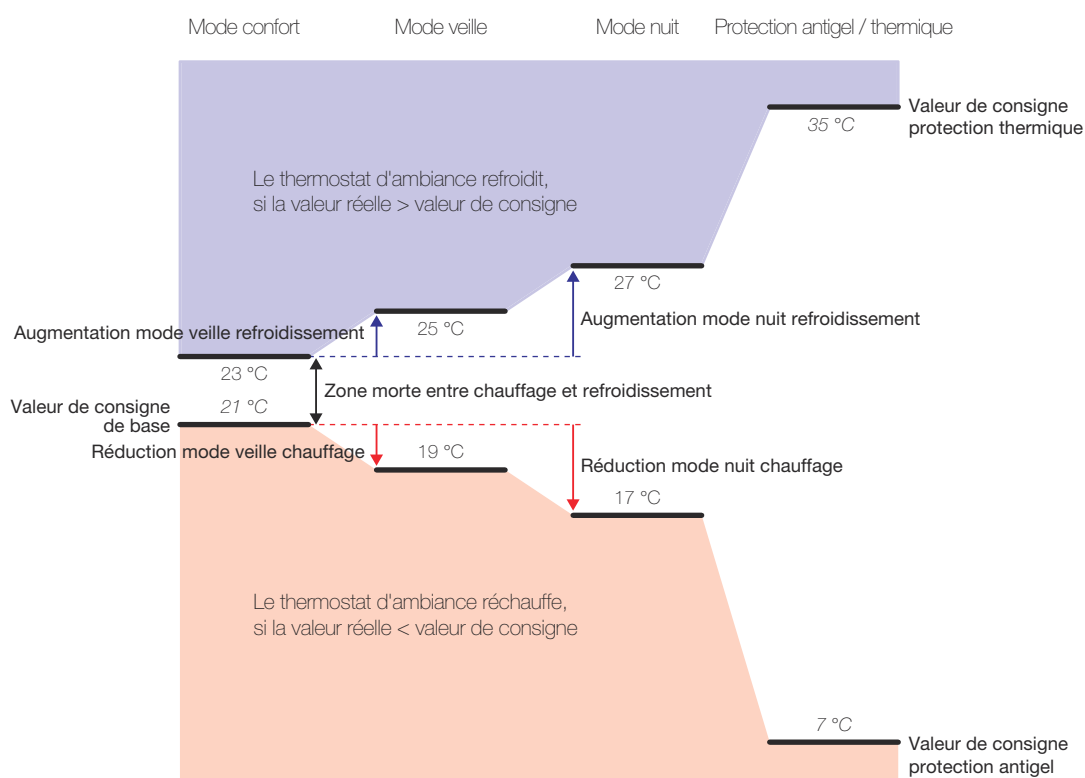 Mode confort
Mode veille
Mode nuit
Protection antigel / thermique
Valeur de consigne
protection thermique
35 °C
Le thermostat d'ambiance refroidit,
si la valeur réelle > valeur de consigne
27 °C
Augmentation mode nuit refroidissement
25 °C
Augmentation mode veille refroidissement
23 °C
Zone morte entre chauffage et refroidissement
21 °C
Valeur de consigne
de base
Réduction mode veille chauffage
19 °C
Réduction mode nuit chauffage
17 °C
Le thermostat d'ambiance réchauffe,
si la valeur réelle < valeur de consigne
7 °C
Valeur de consigne
protection antigel